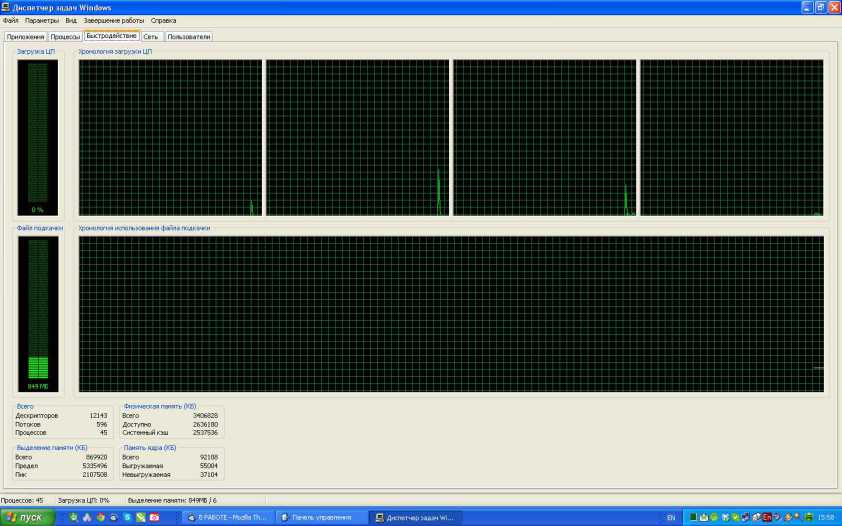 Диспетчер задач Windows
Файл Параметры Вид Завершение работы Справка
Приложения Процессы Быстродействие Сеть Пользователи
Загрузка ЦП Хронология загрузки ЦП
0 %
Файл подкачки Хронология использования файла подкачки
849 МБ
Всего
Дескрипторов 12143
Потоков 596
Процессов 45
Физическая память (КБ)
Всего 3406828
Доступно 2636180
Системный кэш 2537536
Выделение памяти (КБ)
Всего 869920
Предел 5335496
Пик 2107508
Память ядра (КБ)
Всего 92188
Выгружаемая 55084
Невыгружаемая 37104
Процессов: 45 Загрузка ЦП: 0% Выделение памяти: 849МБ / 6
пуск
В РАБОТЕ - Mozilla Th...
Панель управления
Диспетчер задач Wi...
EN
15:58